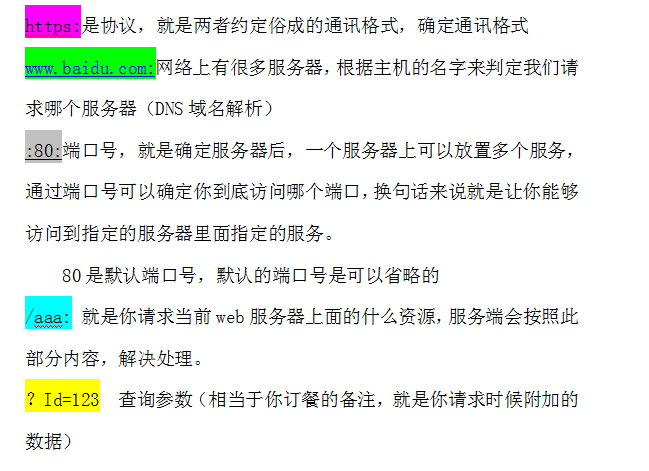 https:是协议，就是两者约定俗成的通讯格式，确定通讯格式
www.baidu.com:网络上有很多服务器，根据主机的名字来判定我们请
求哪个服务器（DNS 域名解析）
:80:端口号，就是确定服务器后，一个服务器上可以放置多个服务，
通过端口号可以确定你到底访问哪个端口，换句话来说就是让你能够
访问到指定的服务器里面指定的服务。
80 是默认端口号，默认的端口号是可以省略的
/aaa: 就是你请求当前 web 服务器上面的什么资源，服务端会按照此
部分内容，解决处理。
？Id=123 查询参数（相当于你订餐的备注，就是你请求时候附加的
数据）